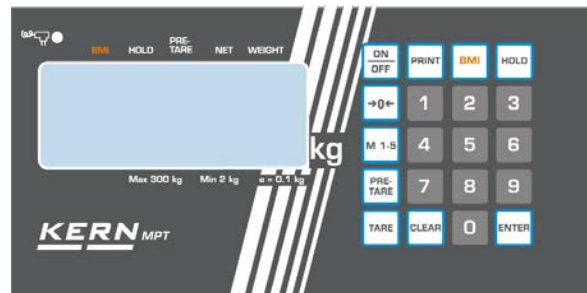 BMI HOLD PRE-TARE NET WEIGHT
kg
Max 300 kg Min 2 kg e = 0.1 kg
KERN MPT
ON OFF PRINT BMI HOLD
→0← 1 2 3
M 1-5 4 5 6
PRE-TARE 7 8 9
TARE CLEAR 0 ENTER